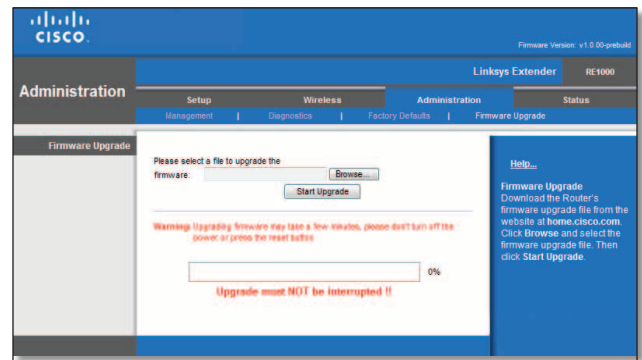 CISCO.
Firmware Version: v1.0.00-prebuild
Linksys Extender RE1000
Administration
Setup Wireless Administration Status
Management | Diagnostics | Factory Defaults | Firmware Upgrade
Firmware Upgrade
Please select a file to upgrade the
firmware: Browse...
Start Upgrade
Warning: Upgrading firmware may take a few minutes, please don't turn off the
power or press the reset button
0%
Upgrade must NOT be interrupted !!
Help...
Firmware Upgrade
Download the Router's
firmware upgrade file from the
website at home.cisco.com.
Click Browse and select the
firmware upgrade file. Then
click Start Upgrade.